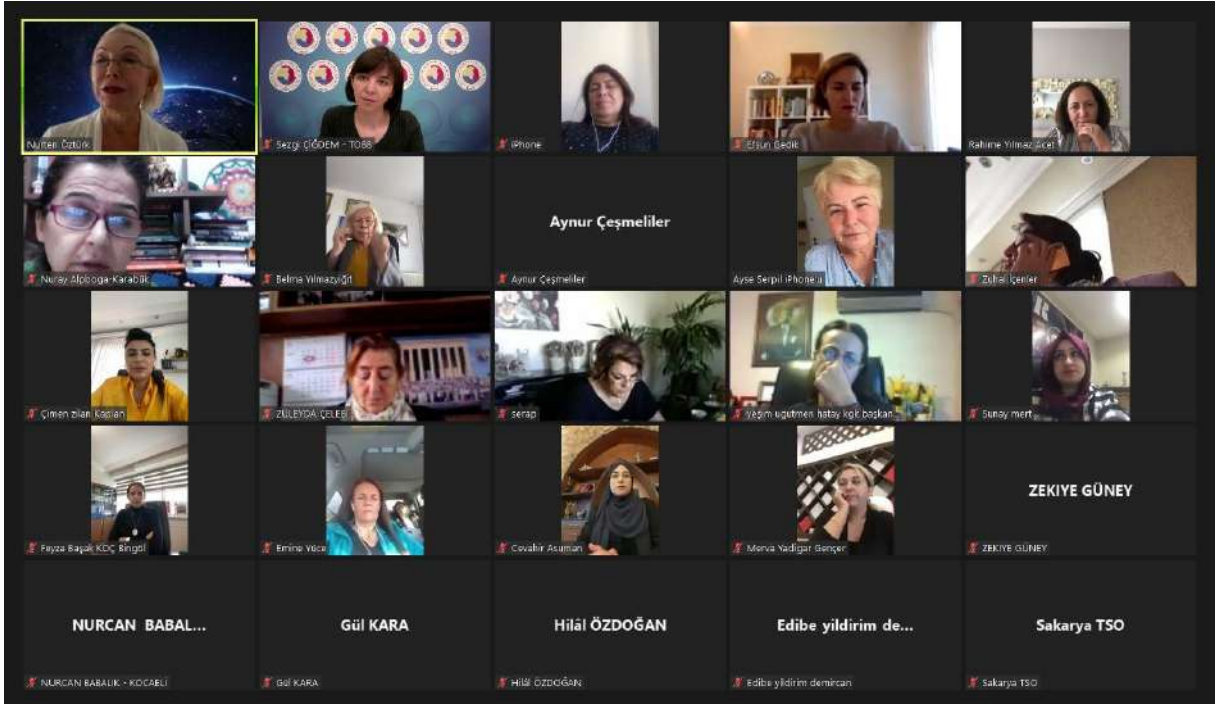 Nurten Öztürk
Sezgi ÇİĞDEM - TOBB
iPhone
Efsun Gedik
Rahime Yılmaz Acet
Nuray Alpboga-Karabük
Belma Yılmazyiğit
Aynur Çeşmeliler
Aynur Çeşmeliler
Ayse Serpil iPhone'u
Zuhal İçenler
Çimen zilan Kaplan
ZÜLEYDA ÇELEBİ
serap
yeşim ugutmen hatay kgk başkan...
Sunay mert
Feyza Başak KOÇ Bingöl
Emine Yüce
Cevahir Asuman
Merva Yadigar Gençer
ZEKIYE GÜNEY
ZEKIYE GÜNEY
NURCAN BABAL...
NURCAN BABALIK - KOCAELİ
Gül KARA
Gül KARA
Hilâl ÖZDOĞAN
Hilâl ÖZDOĞAN
Edibe yildirim de...
Edibe yildirim demircan
Sakarya TSO
Sakarya TSO